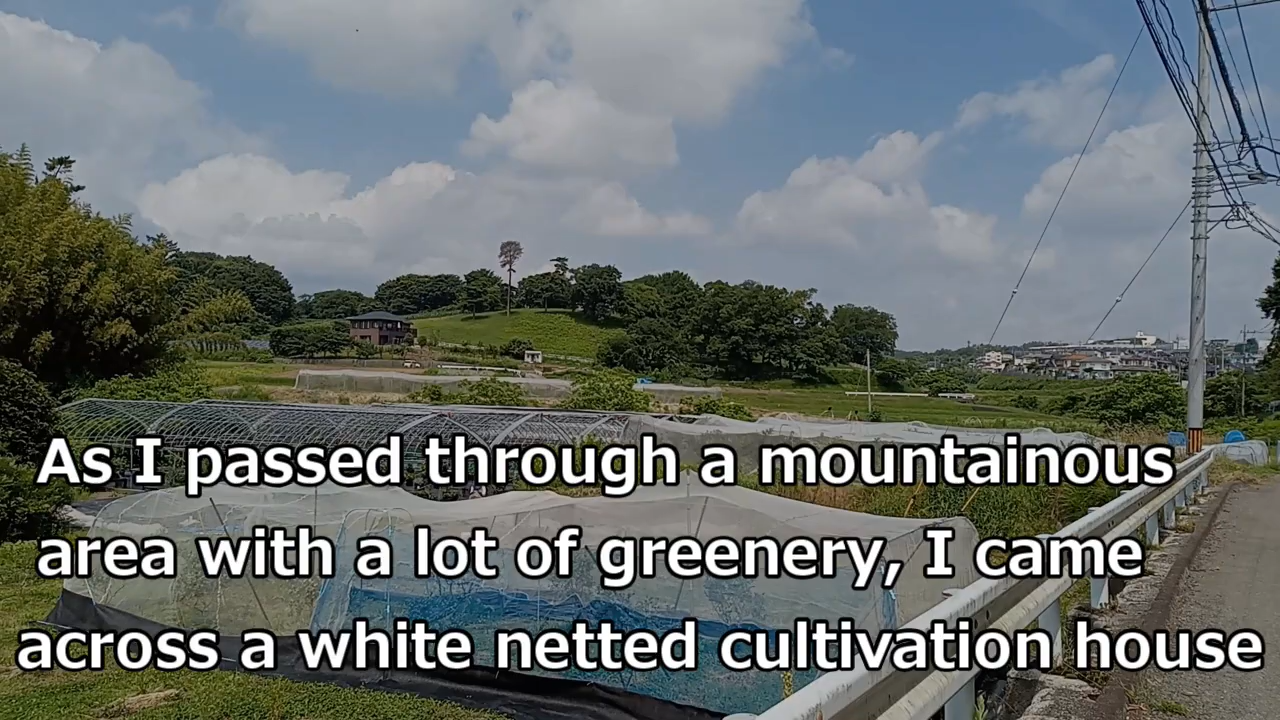 As I passed through a mountainous
area with a lot of greenery, I came
across a white netted cultivation house